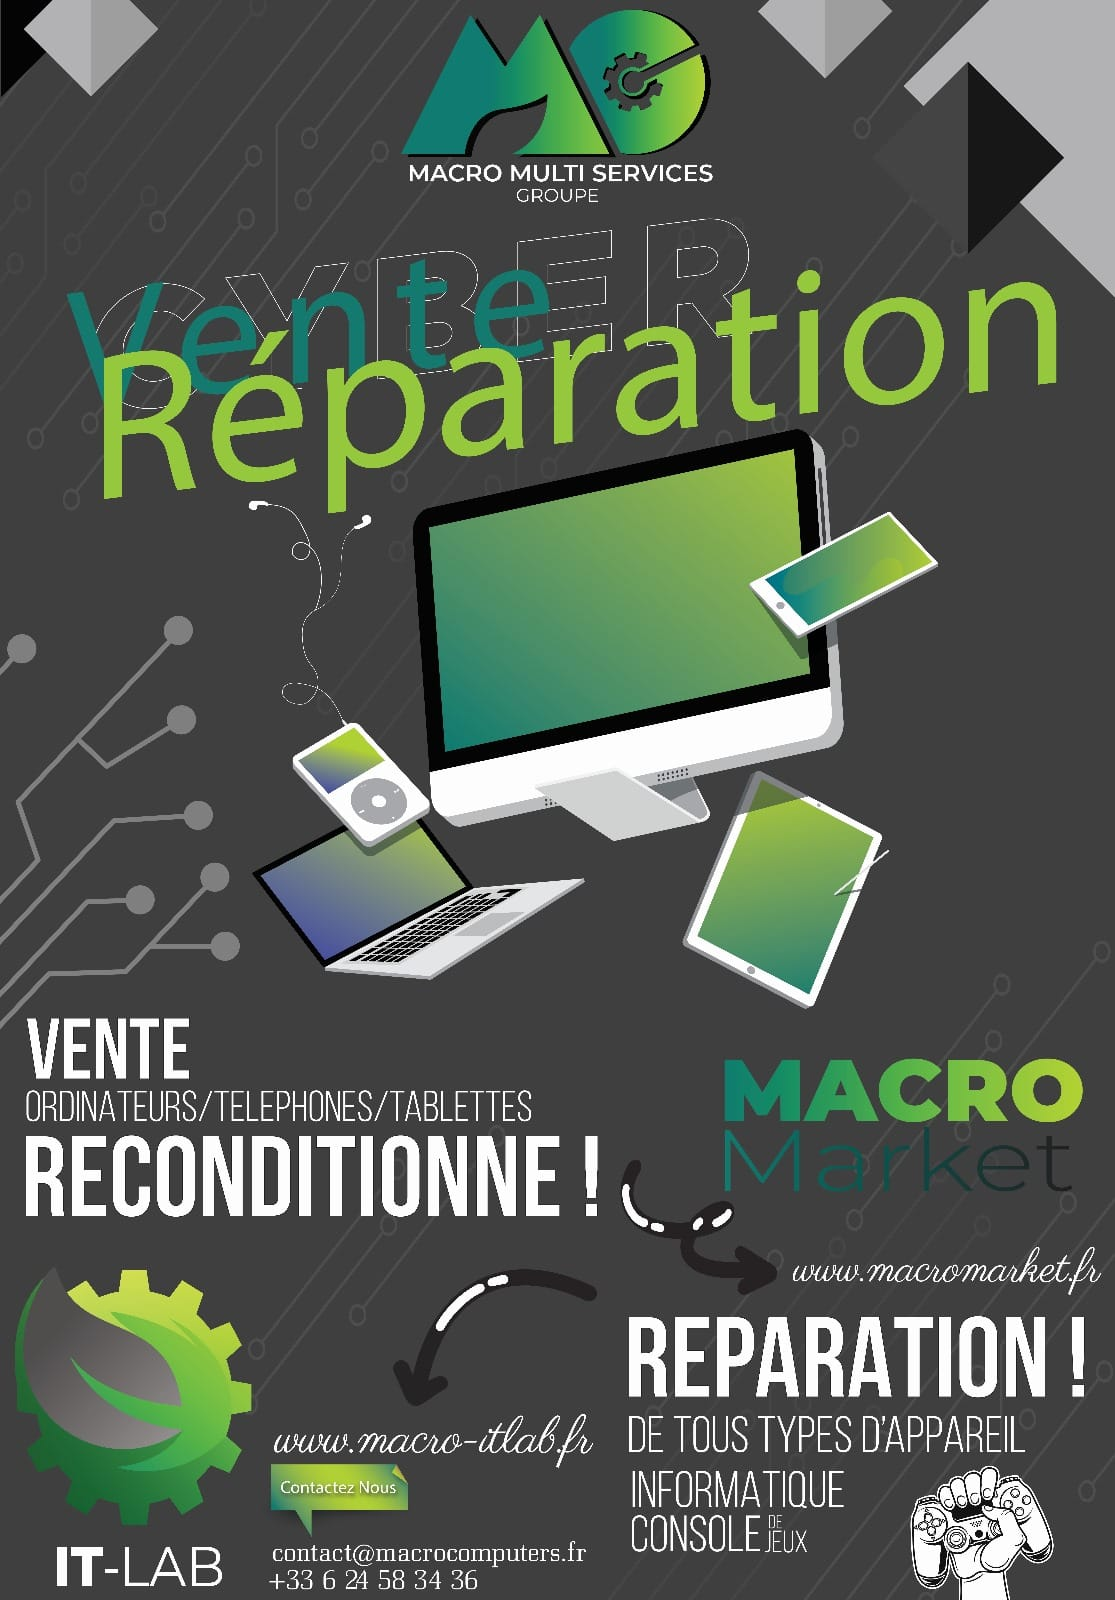 MACRO MULTI SERVICES
GROUPE
CYBER
Vente
Réparation
VENTE
ORDINATEURS/TELEPHONES/TABLETTES
RECONDITIONNE !
MACRO
Market
www.macromarket.fr
REPARATION !
DE TOUS TYPES D'APPAREIL
INFORMATIQUE
CONSOLE DE JEUX
www.macro-itlab.fr
Contactez Nous
contact@macrocomputers.fr
+33 6 24 58 34 36
IT-LAB